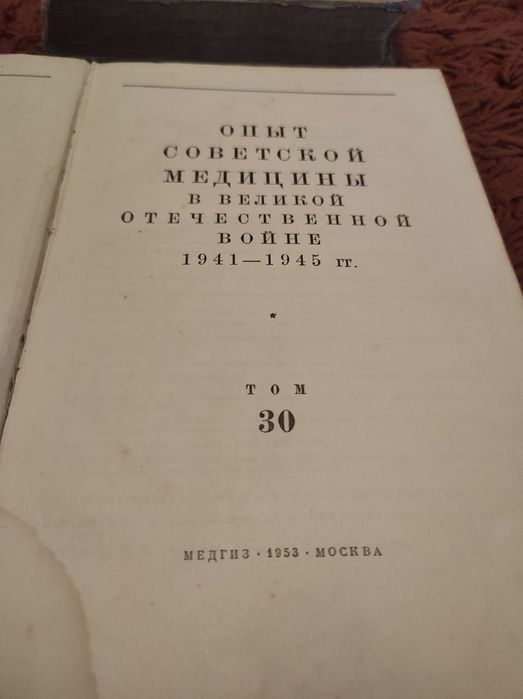 ОПЫТ
СОВЕТСКОЙ
МЕДИЦИНЫ
В ВЕЛИКОЙ
ОТЕЧЕСТВЕННОЙ
ВОЙНЕ
1941—1945 гг.
*
ТОМ
30
МЕДГИЗ · 1953 · МОСКВА